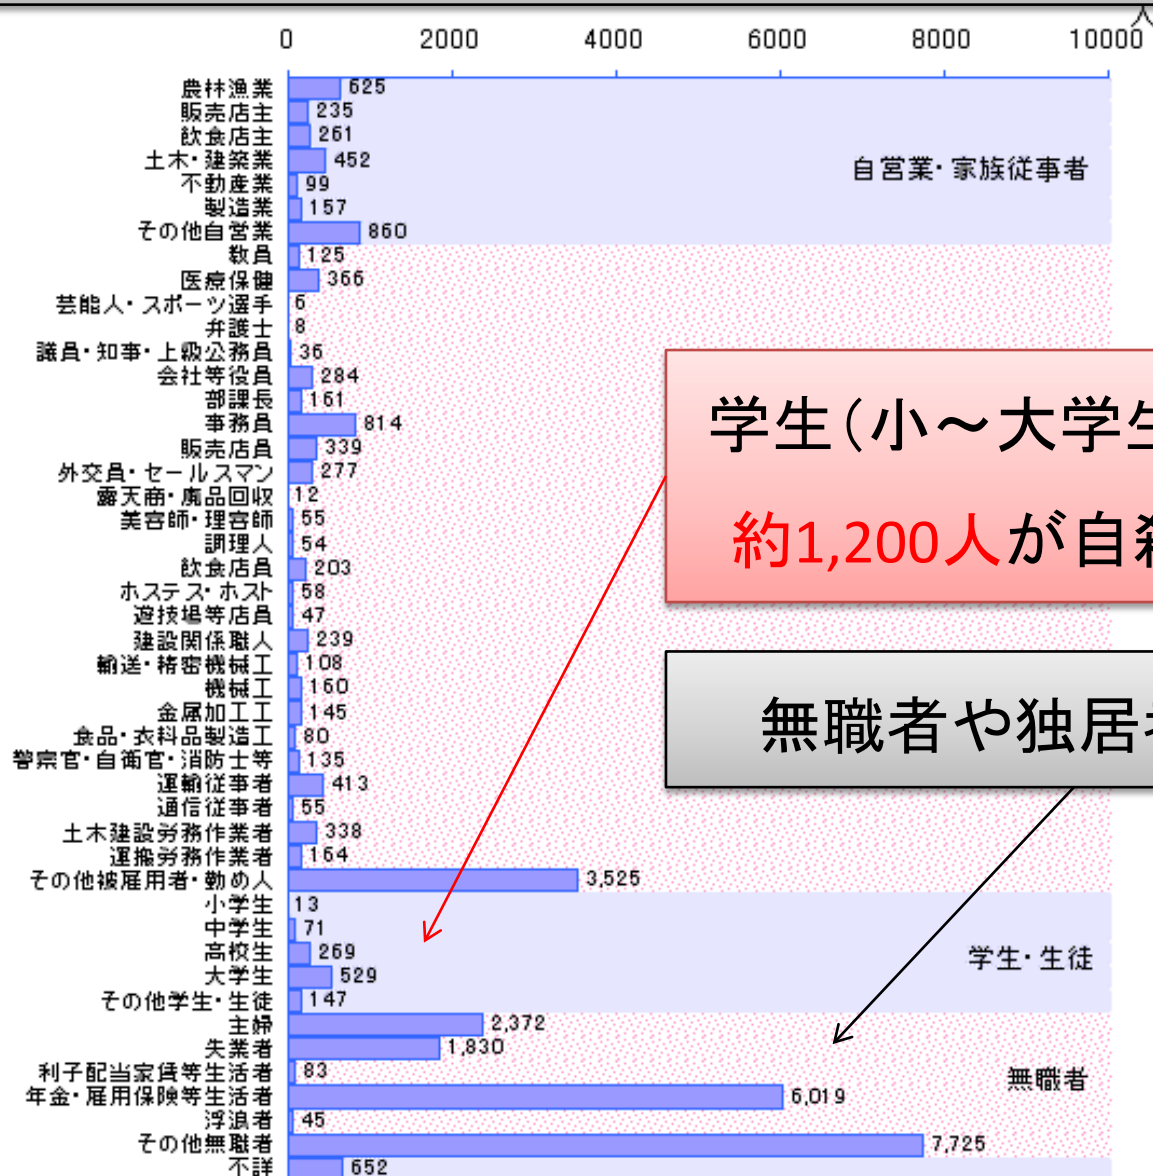 人
0 2000 4000 6000 8000 10000
農林漁業 625
販売店主 235
飲食店主 261
土木・建築業 452
自営業・家族従事者
不動産業 99
製造業 157
その他自営業 860
教員 125
医療保健 366
芸能人・スポーツ選手 6
弁護士 8
議員・知事・上級公務員 36
会社等役員 284
部課長 161
事務員 814
学生(小～大学生
販売店員 339
外交員・セールスマン 277
露天商・廃品回収 12
美容師・理容師 55
約1,200人が自殺
調理人 54
飲食店員 203
ホステス・ホスト 58
遊技場等店員 47
建設関係職人 239
輸送・精密機械工 108
機械工 160
金属加工工 145
無職者や独居者
食品・衣料品製造工 80
警察官・自衛官・消防士等 135
運輸従事者 413
通信従事者 55
土木建設労務作業者 338
運搬労務作業者 164
その他被雇用者・勤め人 3,525
小学生 13
中学生 71
高校生 269
学生・生徒
大学生 529
その他学生・生徒 147
主婦 2,372
失業者 1,830
利子配当家賃等生活者 83
無職者
年金・雇用保険等生活者 6,019
浮浪者 45
その他無職者 7,725
不詳 652